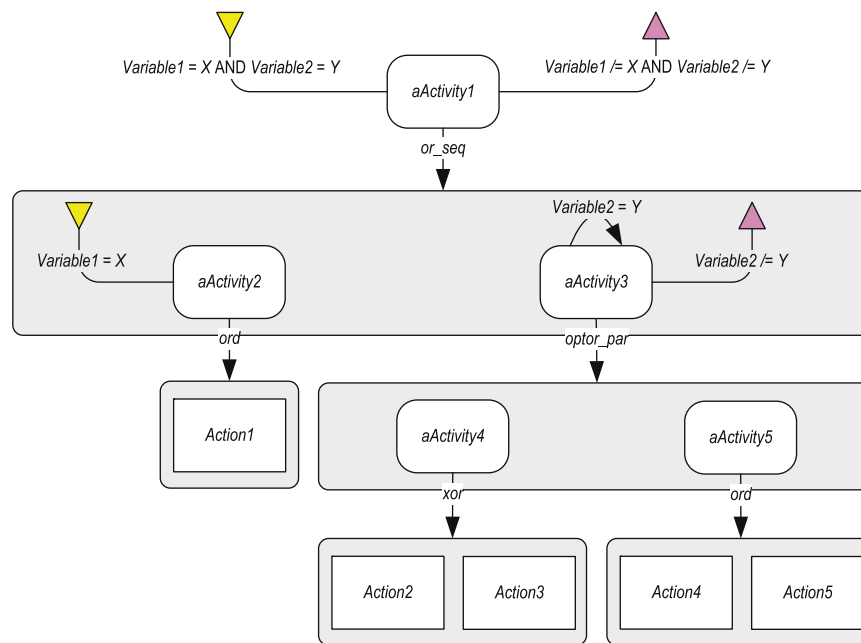 Variable1 = X AND Variable2 = Y
Variable1 /= X AND Variable2 /= Y
aActivity1
or_seq
Variable2 = Y
Variable1 = X
Variable2 /= Y
aActivity2
aActivity3
ord
optor_par
Action1
aActivity4
aActivity5
xor
ord
Action2
Action3
Action4
Action5